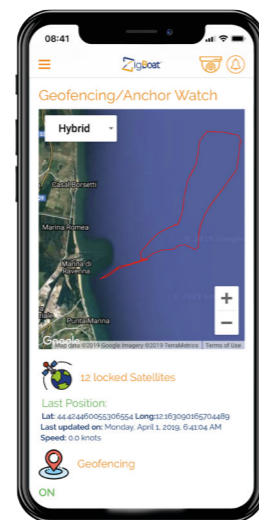 08:41
ZigBoat
Geofencing/Anchor Watch
Hybrid
Casal Borsetti
Marina Romea
Marina di
Ravenna
Punta Marina
+
−
Google
Map data ©2019 Google Imagery ©2019 TerraMetrics
Terms of Use
12 locked Satellites
Last Position:
Lat: 44.424460055306554 Long:12.163090165704489
Last updated on: Monday, April 1, 2019, 6:41:04 AM
Speed: 0.0 knots
Geofencing
ON